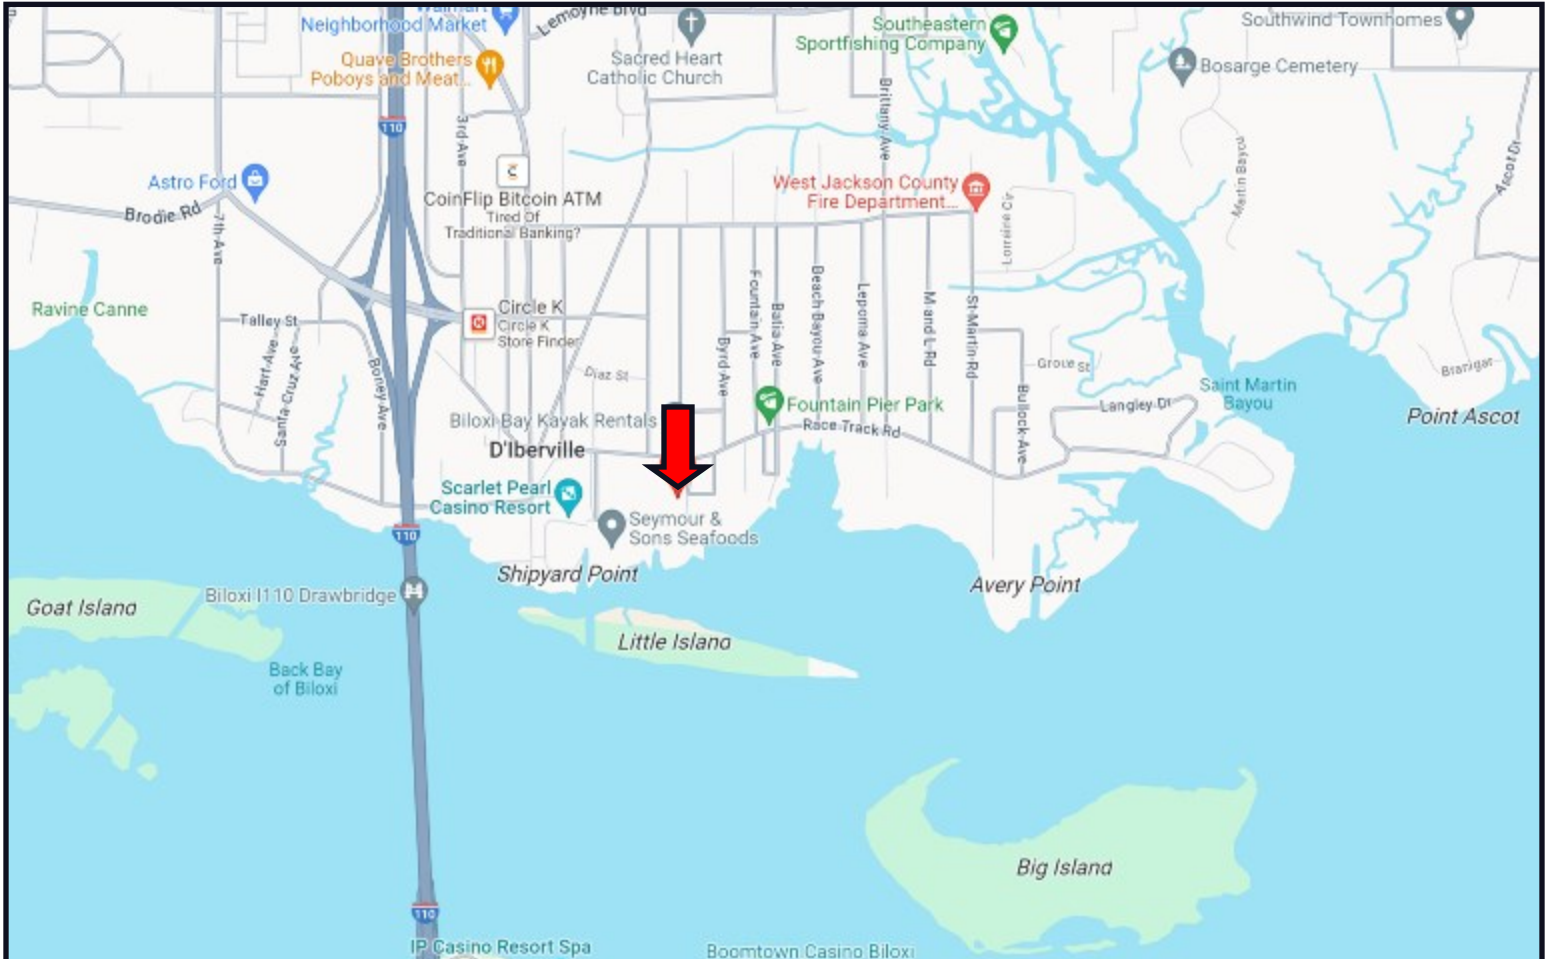 Walmart
Neighborhood Market
Lemoyne Blvd
Southeastern
Sportfishing Company
Southwind Townhomes
Quave Brothers
Poboys and Meat...
Sacred Heart
Catholic Church
Bosarge Cemetery
110
3rd Ave
Brittany Ave
Martin Bayou
Ascot Dr
Astro Ford
CoinFlip Bitcoin ATM
Tired Of
Traditional Banking?
West Jackson County
Fire Department...
Brodie Rd
7th Ave
Lorraine Cir
Ravine Canne
Talley St
Circle K
Circle K
Store Finder
Hart Ave
Santa Cruz Ave
Boney Ave
Diaz St
Byrd Ave
Fountain Ave
Batia Ave
Beach Bayou Ave
Lepoma Ave
M and L Rd
St Martin Rd
Bullock Ave
Grove St
Branigar
Saint Martin
Bayou
Langley Dr
Point Ascot
Biloxi Bay Kayak Rentals
Fountain Pier Park
Race Track Rd
D'Iberville
Scarlet Pearl
Casino Resort
Seymour &
Sons Seafoods
110
Shipyard Point
Avery Point
Biloxi I110 Drawbridge
Goat Island
Little Island
Back Bay
of Biloxi
Big Island
110
IP Casino Resort Spa
Boomtown Casino Biloxi